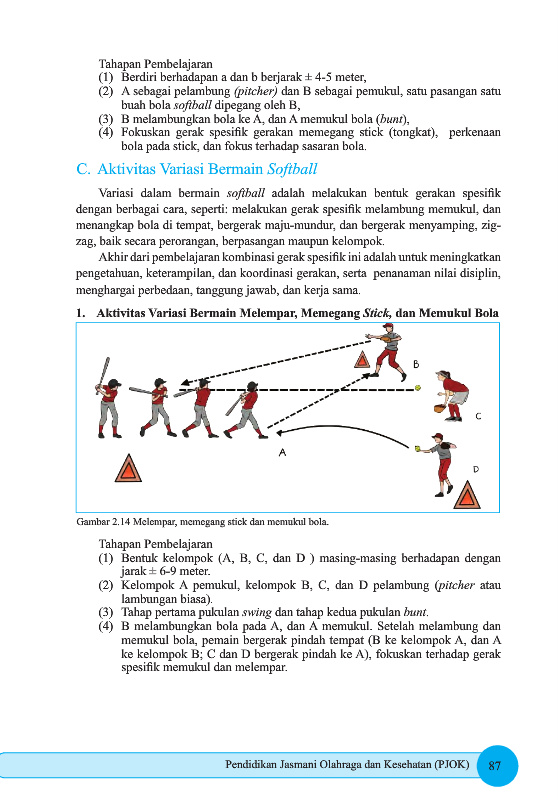 Tahapan Pembelajaran
(1) Berdiri berhadapan a dan b berjarak ± 4-5 meter,
(2) A sebagai pelambung (pitcher) dan B sebagai pemukul, satu pasangan satu
buah bola softball dipegang oleh B,
(3) B melambungkan bola ke A, dan A memukul bola (bunt),
(4) Fokuskan gerak spesifik gerakan memegang stick (tongkat), perkenaan
bola pada stick, dan fokus terhadap sasaran bola.
C. Aktivitas Variasi Bermain Softball
Variasi dalam bermain softball adalah melakukan bentuk gerakan spesifik
dengan berbagai cara, seperti: melakukan gerak spesifik melambung memukul, dan
menangkap bola di tempat, bergerak maju-mundur, dan bergerak menyamping, zig-
zag, baik secara perorangan, berpasangan maupun kelompok.
Akhir dari pembelajaran kombinasi gerak spesifik ini adalah untuk meningkatkan
pengetahuan, keterampilan, dan koordinasi gerakan, serta penanaman nilai disiplin,
menghargai perbedaan, tanggung jawab, dan kerja sama.
1. Aktivitas Variasi Bermain Melempar, Memegang Stick, dan Memukul Bola
B
C
A
D
Gambar 2.14 Melempar, memegang stick dan memukul bola.
Tahapan Pembelajaran
(1) Bentuk kelompok (A, B, C, dan D ) masing-masing berhadapan dengan
jarak ± 6-9 meter.
(2) Kelompok A pemukul, kelompok B, C, dan D pelambung (pitcher atau
lambungan biasa).
(3) Tahap pertama pukulan swing dan tahap kedua pukulan bunt.
(4) B melambungkan bola pada A, dan A memukul. Setelah melambung dan
memukul bola, pemain bergerak pindah tempat (B ke kelompok A, dan A
ke kelompok B; C dan D bergerak pindah ke A), fokuskan terhadap gerak
spesifik memukul dan melempar.
Pendidikan Jasmani Olahraga dan Kesehatan (PJOK) 87